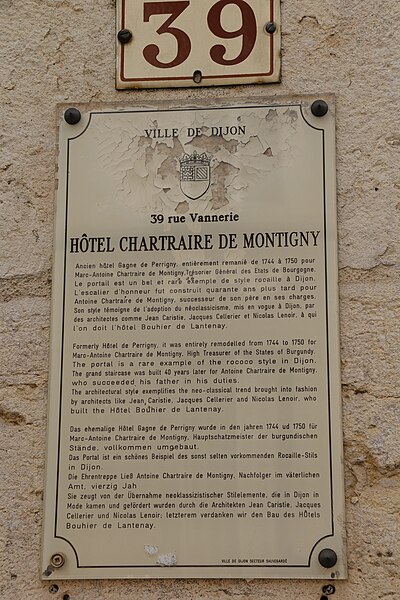 39
VILLE DE DIJON
39 rue Vannerie
HÔTEL CHARTRAIRE DE MONTIGNY
Ancien hôtel Gagne de Perrigny, entièrement remanié de 1744 à 1750 pour
Marc-Antoine Chartraire de Montigny, Trésorier Général des Etats de Bourgogne.
Le portail est un bel et rare exemple de style rocaille à Dijon.
L'escalier d'honneur fut construit quarante ans plus tard pour
Antoine Chartraire de Montigny, successeur de son père en ses charges.
Son style témoigne de l'adoption du néoclassicisme, mis en vogue à Dijon, par
des architectes comme Jean Caristie, Jacques Cellerier et Nicolas Lenoir, à qui
l'on doit l'hôtel Bouhier de Lantenay.
Formerly Hôtel de Perrigny, it was entirely remodelled from 1744 to 1750 for
Marc-Antoine Chartraire de Montigny, High Treasurer of the States of Burgundy.
The portal is a rare example of the rococo style in Dijon.
The grand staircase was built 40 years later for Antoine Chartraire de Montigny,
who succeeded his father in his duties.
The architectural style exemplifies the neo-classical trend brought into fashion
by architects like Jean Caristie, Jacques Cellerier and Nicolas Lenoir, who
built the Hôtel Bouhier de Lantenay.
Das ehemalige Hôtel Gagne de Perrigny wurde in den jahren 1744 ud 1750 für
Marc-Antoine Chartraire de Montigny, Hauptschatzmeister der burgundischen
Stände, vollkommen umgebaut.
Das Portal ist ein schönes Beispiel des sonst selten vorkommenden Rocaille-Stils
in Dijon.
Die Ehrentreppe Ließ Antoine Chartraire de Montigny, Nachfolger im väterlichen
Amt, vierzig Jah
Sie zeugt von der Übernahme neoklassizistischer Stilelemente, die in Dijon in
Mode kamen und gefördert wurden durch die Architekten Jean Caristie, Jacques
Cellerier und Nicolas Lenoir; letzterem verdanken wir den Bau des Hôtels
Bouhier de Lantenay.
VILLE DE DIJON SECTEUR SAUVEGARDÉ